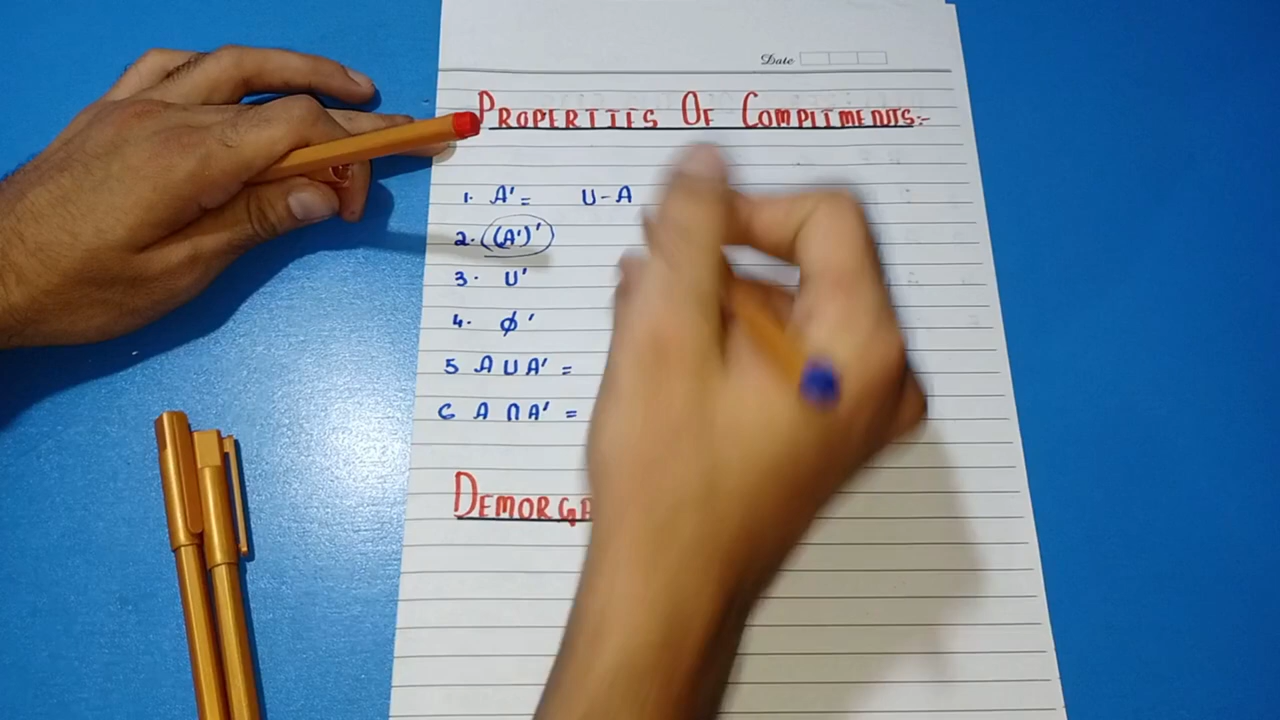 Date
PROPERTIES OF COMPLIMENTS:-
1. A' = U - A
2. (A')'
3. U'
4. ϕ'
5 A U A' =
6 A ∩ A' =